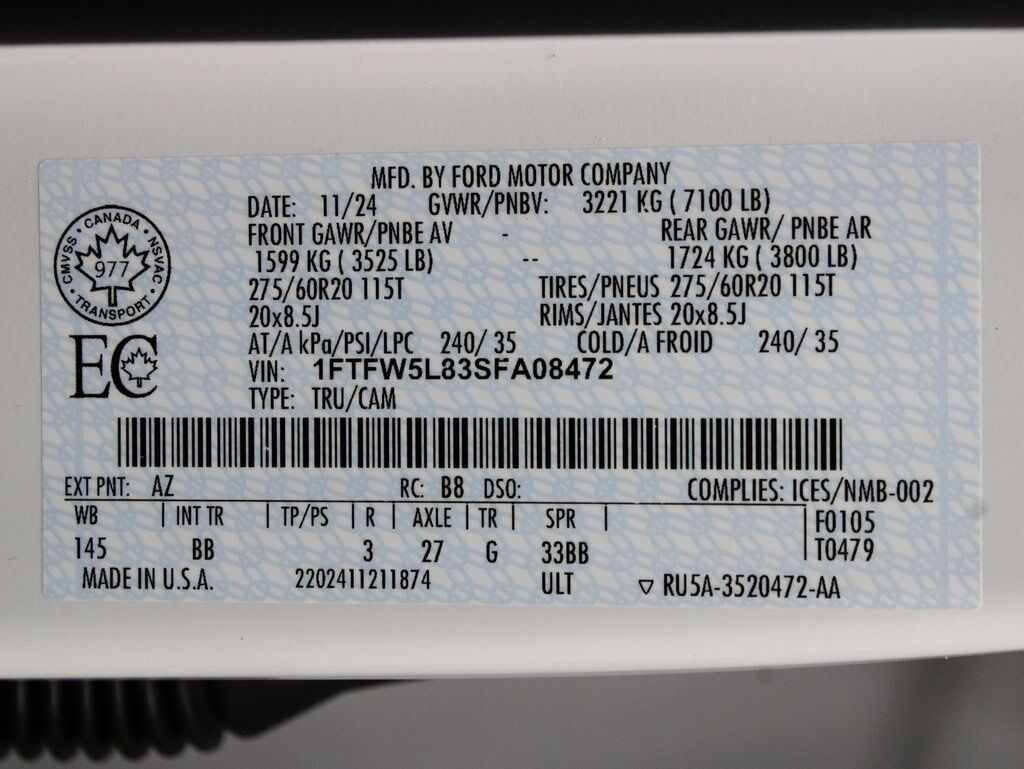 MFD. BY FORD MOTOR COMPANY
DATE: 11/24 GVWR/PNBV: 3221 KG ( 7100 LB)
FRONT GAWR/PNBE AV - REAR GAWR/ PNBE AR
1599 KG ( 3525 LB) -- 1724 KG ( 3800 LB)
275/60R20 115T TIRES/PNEUS 275/60R20 115T
20x8.5J RIMS/JANTES 20x8.5J
AT/A kPa/PSI/LPC 240/ 35 COLD/A FROID 240/ 35
VIN: 1FTFW5L83SFA08472
TYPE: TRU/CAM
CANADA
CMVSS 977 NSVAC
TRANSPORT
EC
EXT PNT: AZ RC: B8 DSO: COMPLIES: ICES/NMB-002
WB | INT TR | TP/PS | R | AXLE | TR | SPR | F0105
145 BB 3 27 G 33BB T0479
MADE IN U.S.A. 2202411211874 ULT ▽ RU5A-3520472-AA